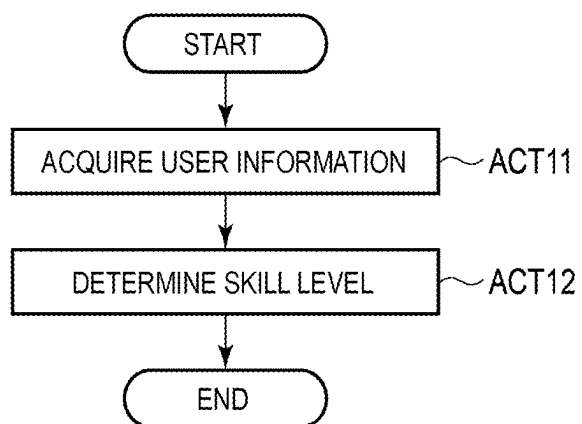 START
ACQUIRE USER INFORMATION ACT11
DETERMINE SKILL LEVEL ACT12
END